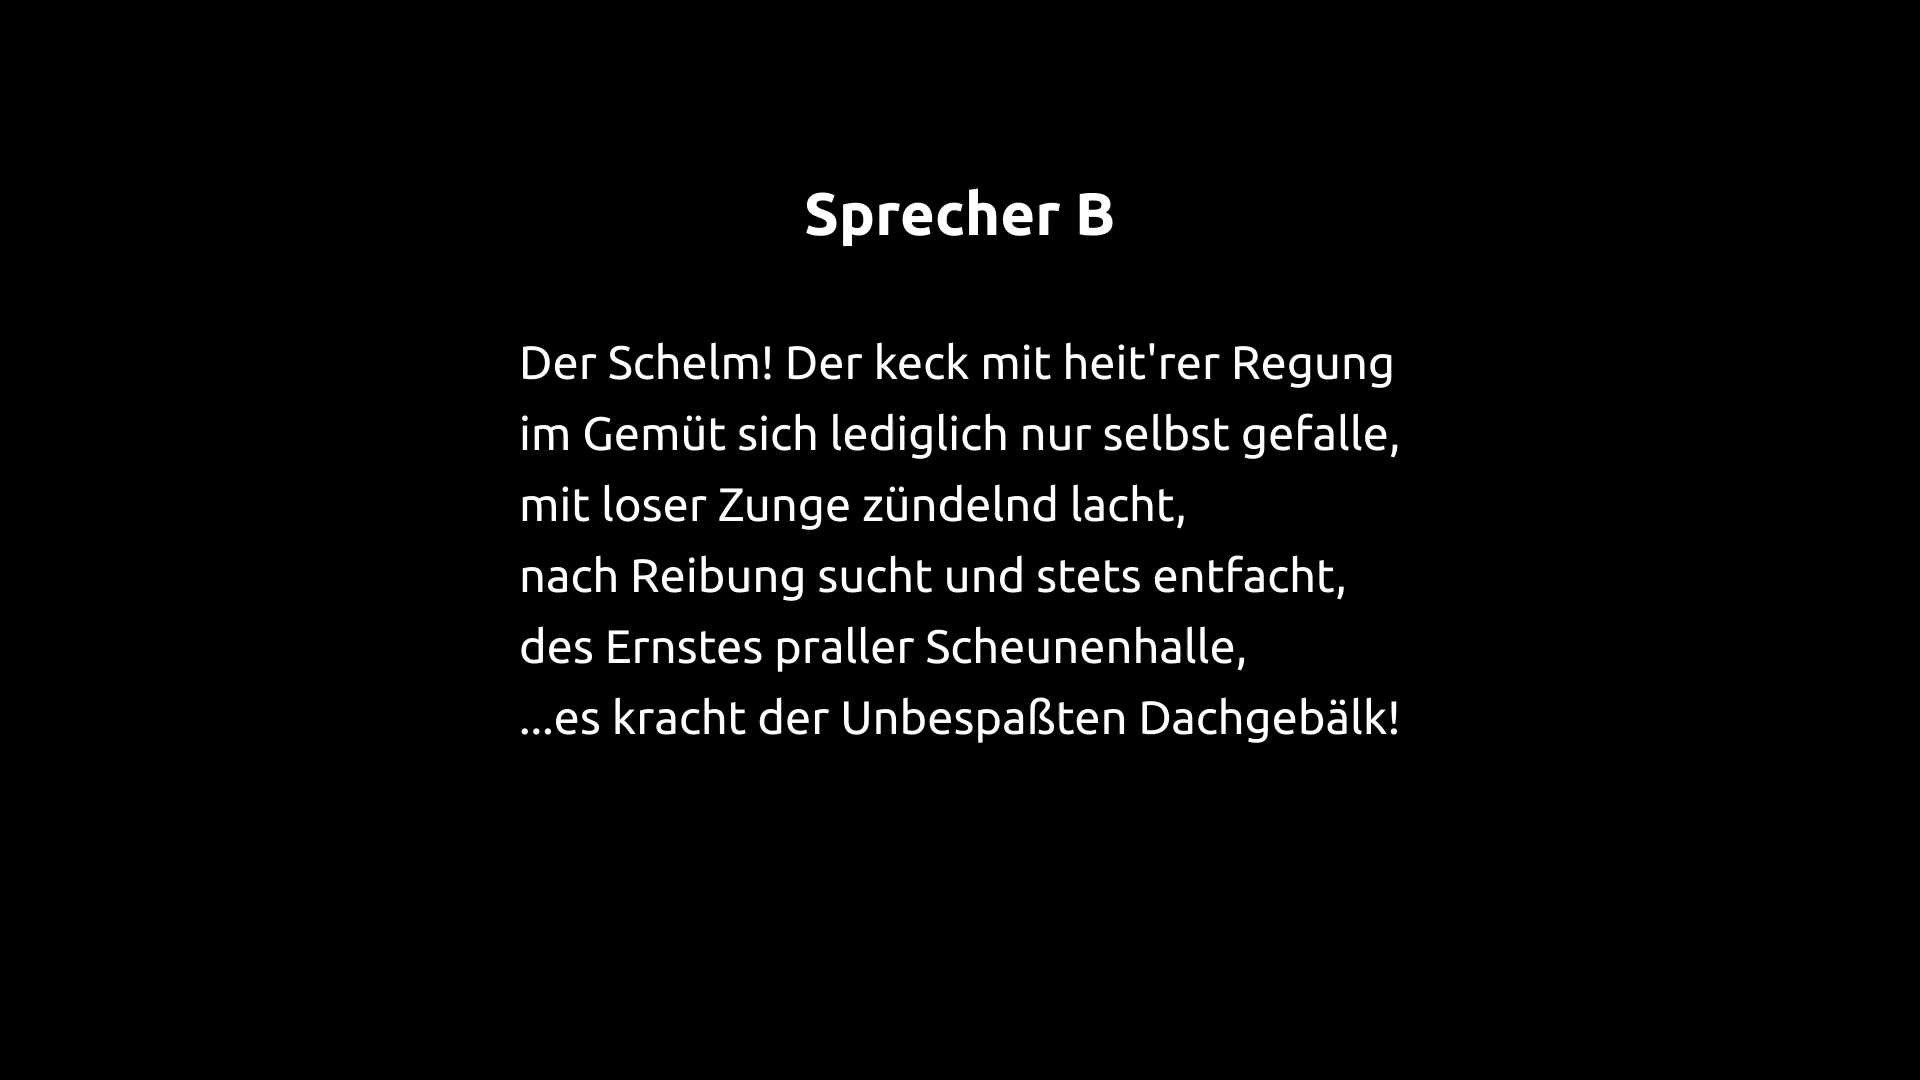 Sprecher B
Der Schelm! Der keck mit heit'rer Regung
im Gemüt sich lediglich nur selbst gefalle,
mit loser Zunge zündelnd lacht,
nach Reibung sucht und stets entfacht,
des Ernstes praller Scheunenhalle,
...es kracht der Unbespaßten Dachgebälk!